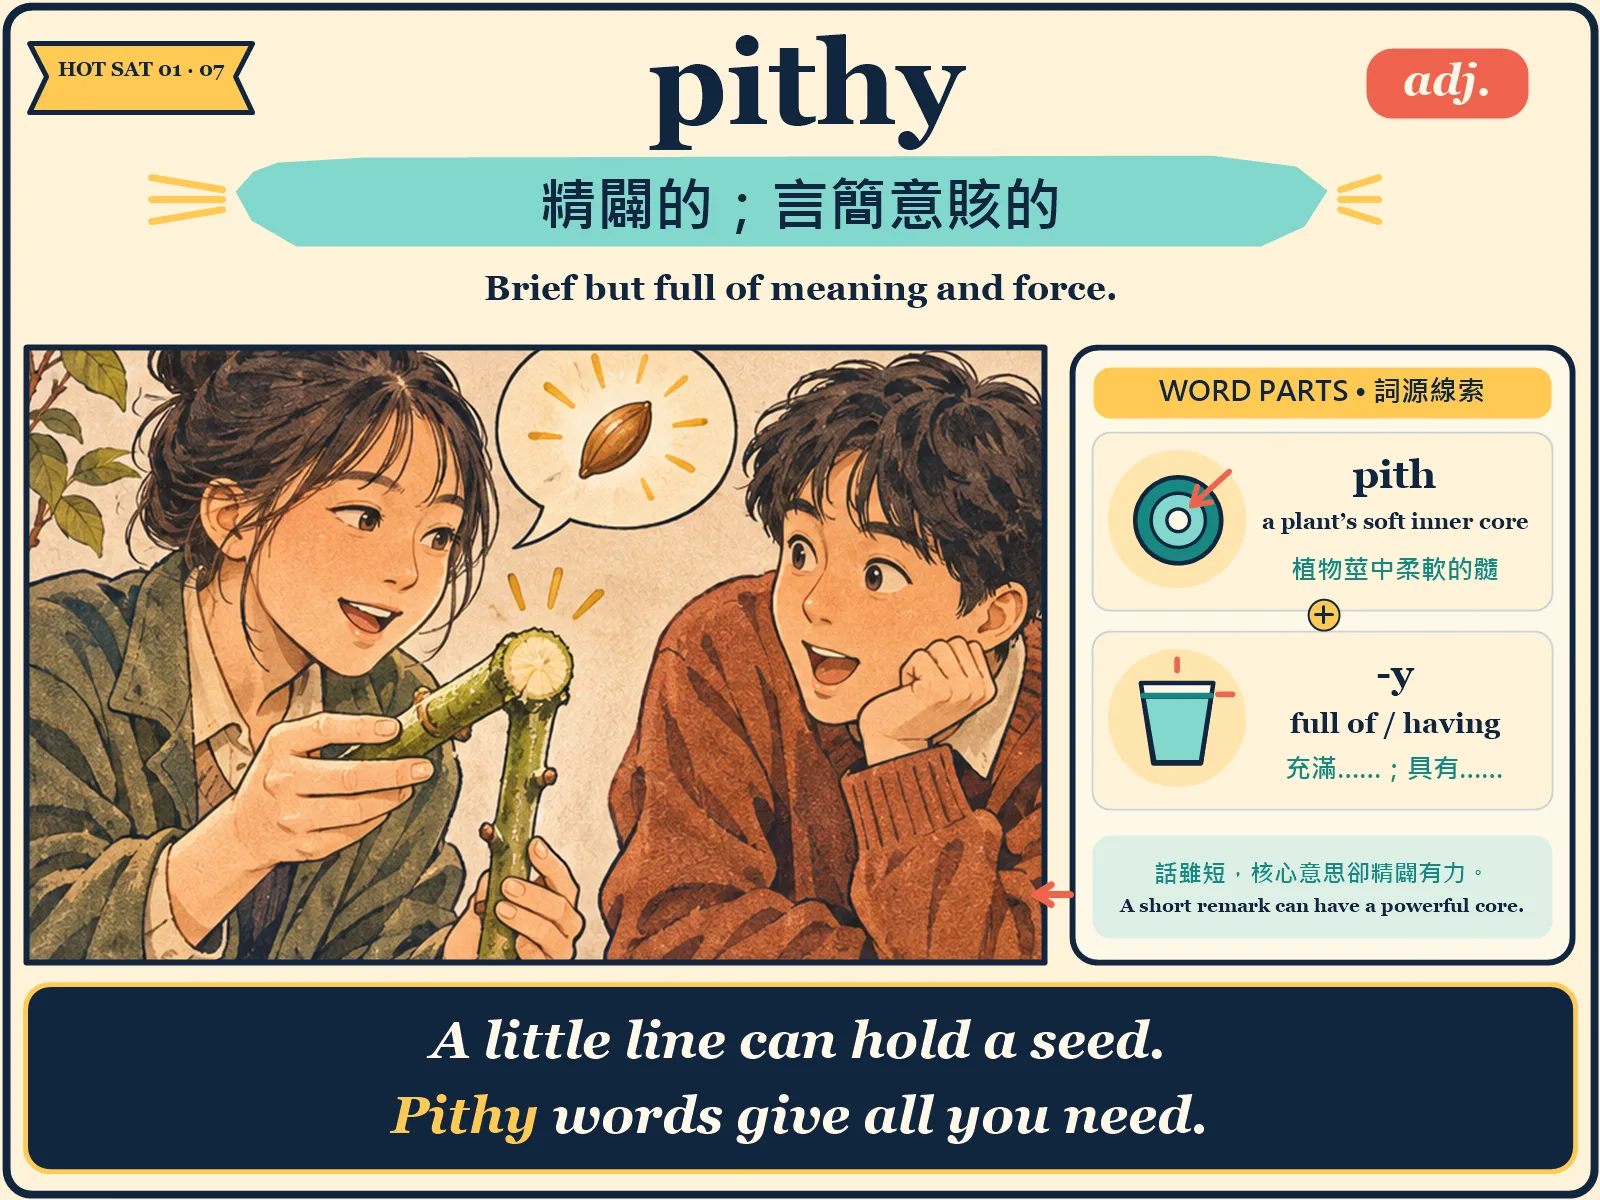 HOT SAT 01 · 07
pithy
adj.
精闢的；言簡意賅的
Brief but full of meaning and force.
WORD PARTS • 詞源線索
pith
a plant's soft inner core
植物莖中柔軟的髓
+
-y
full of / having
充滿……；具有……
話雖短，核心意思卻精闢有力。
A short remark can have a powerful core.
A little line can hold a seed.
Pithy words give all you need.